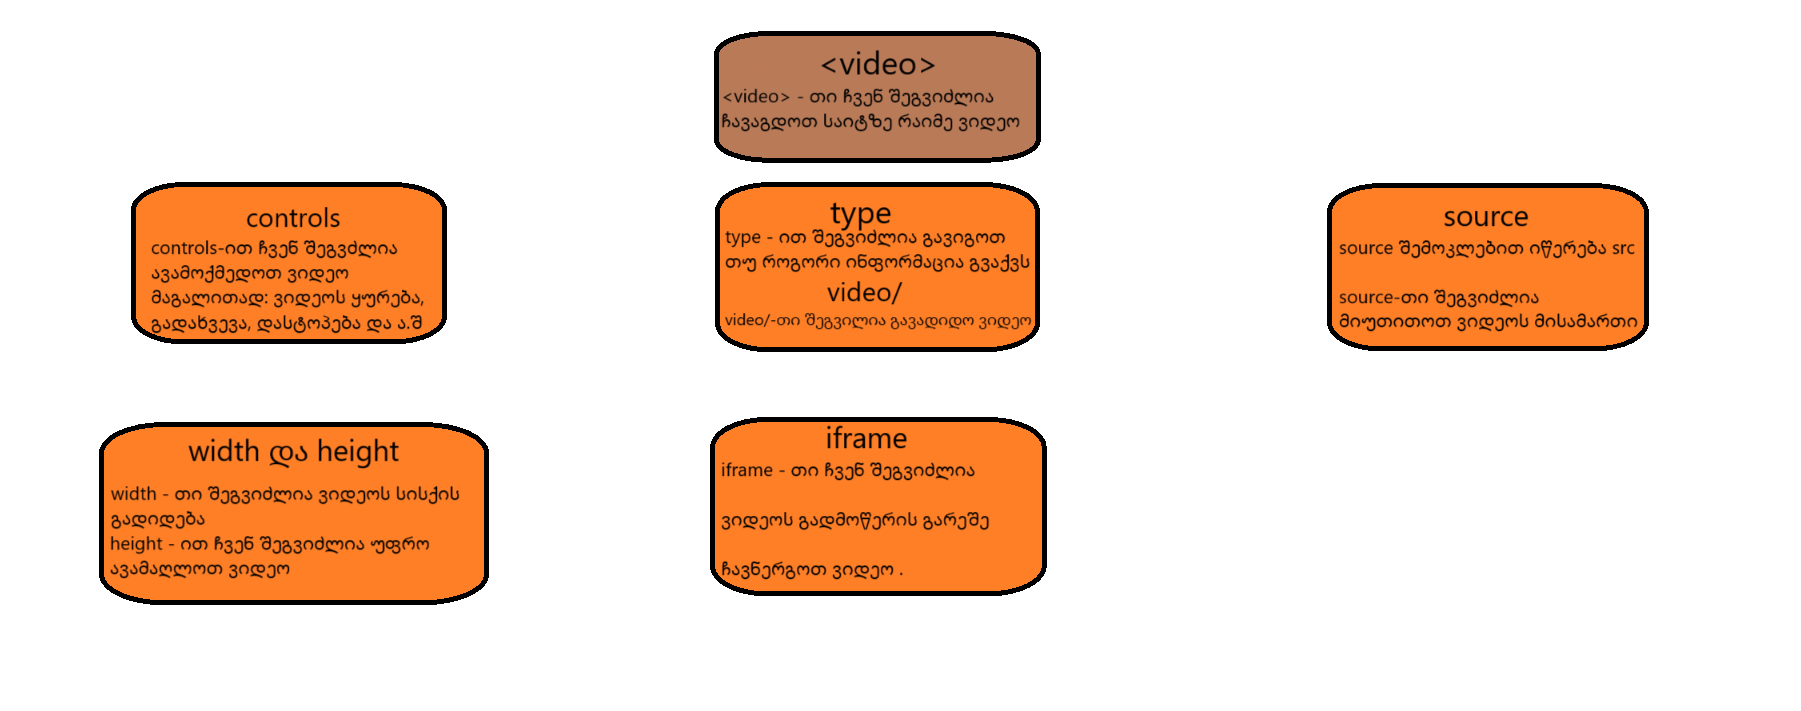 <video>
<video> - თი ჩვენ შეგვიძლია
ჩავაგდოთ საიტზე რაიმე ვიდეო
controls
controls-ით ჩვენ შეგვძლია
ავამოქმედოთ ვიდეო
მაგალითად: ვიდეოს ყურება,
გადახვევა, დასტოპება და ა.შ
type
type - ით შეგვიძლია გავიგოთ
თუ როგორი ინფორმაცია გვაქვს
video/
video/-თი შეგვილია გავადიდო ვიდეო
source
source შემოკლებით იწერება src
source-თი შეგვიძლია
მიუთითოთ ვიდეოს მისამართი
width და height
width - თი შეგვიძლია ვიდეოს სისქის
გადიდება
height - ით ჩვენ შეგვიძლია უფრო
ავამაღლოთ ვიდეო
iframe
iframe - თი ჩვენ შეგვიძლია
ვიდეოს გადმოწერის გარეშე
ჩავნერგოთ ვიდეო .